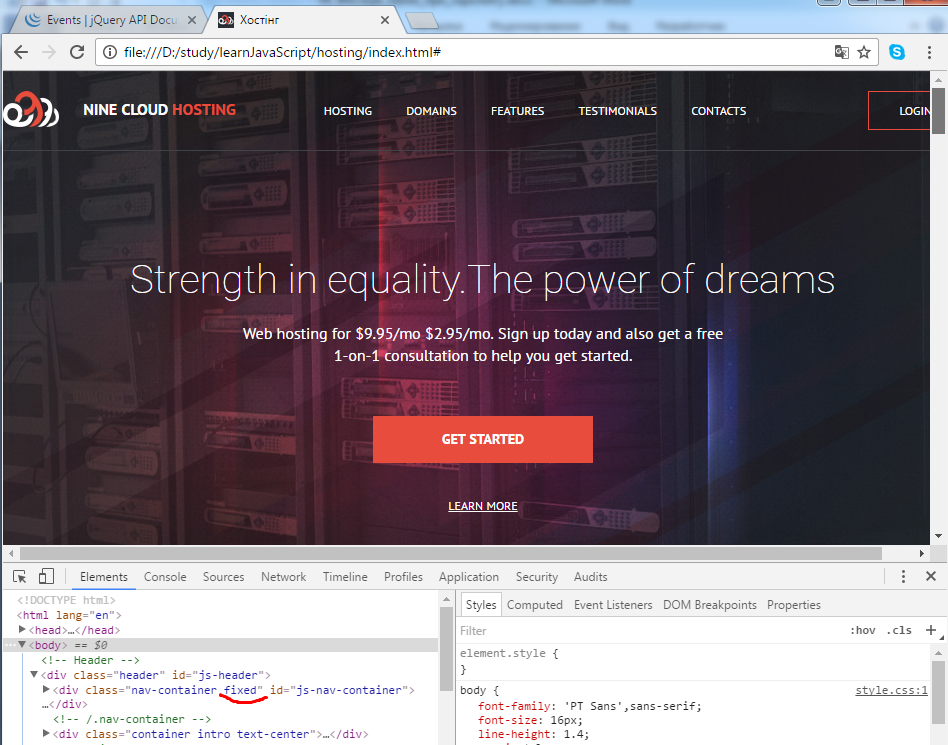 Events | jQuery API Docu
Хостинг
file:///D:/study/learnJavaScript/hosting/index.html#
NINE CLOUD HOSTING
HOSTING DOMAINS FEATURES TESTIMONIALS CONTACTS
LOGIN
Strength in equality.The power of dreams
Web hosting for $9.95/mo $2.95/mo. Sign up today and also get a free
1-on-1 consultation to help you get started.
GET STARTED
LEARN MORE
Elements Console Sources Network Timeline Profiles Application Security Audits
<!DOCTYPE html>
<html lang="en">
<head>…</head>
<body> == $0
<!-- Header -->
<div class="header" id="js-header">
<div class="nav-container fixed" id="js-nav-container">
…</div>
<!-- /.nav-container -->
<div class="container intro text-center">…</div>
Styles Computed Event Listeners DOM Breakpoints Properties
Filter :hov .cls +
element.style {
}
body { style.css:1
font-family: 'PT Sans',sans-serif;
font-size: 16px;
line-height: 1.4;